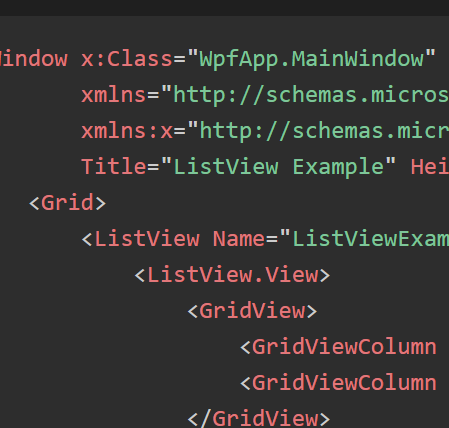 indow x:Class="WpfApp.MainWindow"
xmlns="http://schemas.micros
xmlns:x="http://schemas.micr
Title="ListView Example" Hei
<Grid>
<ListView Name="ListViewExam
<ListView.View>
<GridView>
<GridViewColumn
<GridViewColumn
</GridView>